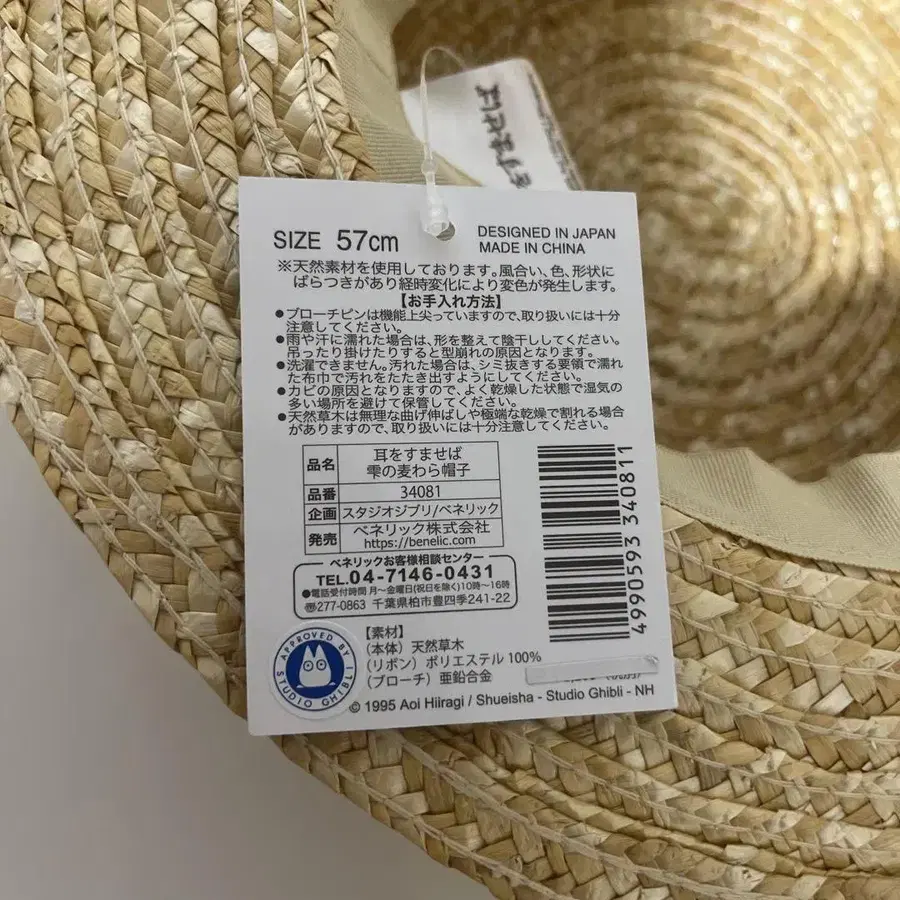 耳をすませば
SIZE 57cm
DESIGNED IN JAPAN
MADE IN CHINA
※天然素材を使用しております。風合い、色、形状に
ばらつきがあり経時変化により変色が発生します。
【お手入れ方法】
●ブローチピンは機能上尖っていますので、取り扱いには十分
注意してください。
●雨や汗に濡れた場合は、形を整えて陰干ししてください。
吊ったり掛けたりすると型崩れの原因となります。
●洗濯できません。汚れた場合は、シミ抜きする要領で濡れ
た布巾で汚れをたたき出すようにしてください。
●カビの原因となりますので、よく乾燥した状態で湿気の
多い場所を避けて保管してください。
●天然草木は無理な曲げ伸ばしや極端な乾燥で割れる場合
がありますので、取り扱いには十分注意してください。
品名 耳をすませば
雫の麦わら帽子
品番 34081
企画 スタジオジブリ/ベネリック
発売 ベネリック株式会社
https://benelic.com/
ベネリックお客様相談センター
TEL.04-7146-0431
●電話受付時間 月〜金曜日(祝日を除く)10時〜16時
〒277-0863 千葉県柏市豊四季241-22
4990593 340811
APPROVED BY
STUDIO GHIBLI
【素材】
(本体) 天然草木
(リボン) ポリエステル 100%
(ブローチ) 亜鉛合金
© 1995 Aoi Hiiragi / Shueisha - Studio Ghibli - NH